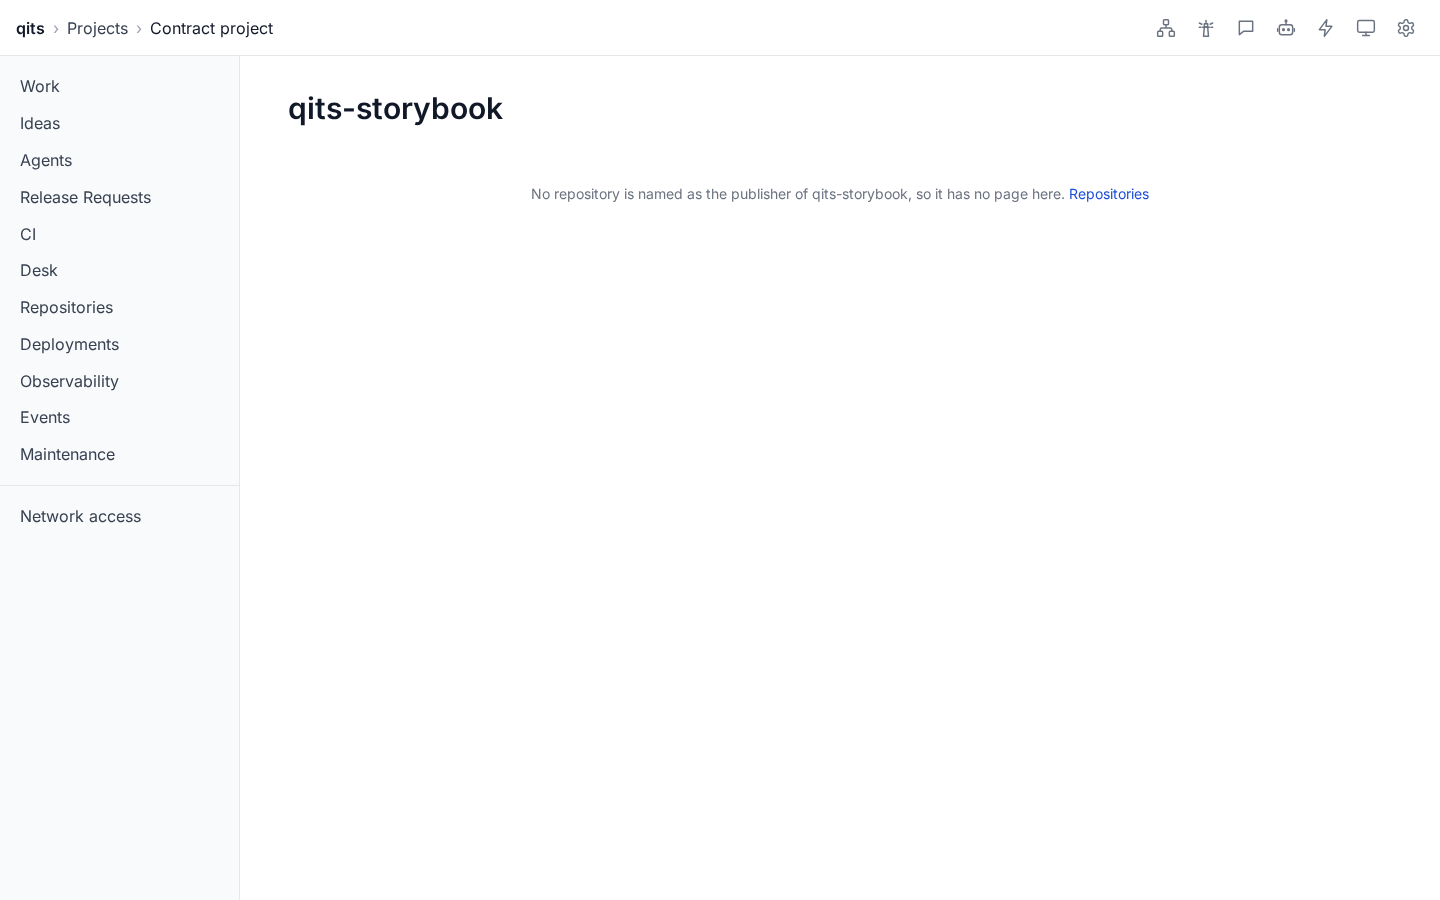 qits › Projects › Contract project
Work
Ideas
Agents
Release Requests
CI
Desk
Repositories
Deployments
Observability
Events
Maintenance
Network access
qits-storybook
No repository is named as the publisher of qits-storybook, so it has no page here. Repositories